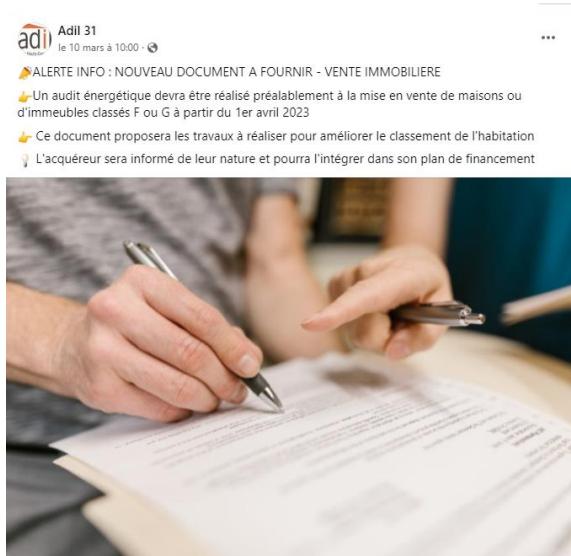 adil
Adil 31
le 10 mars à 10:00 ·
ALERTE INFO : NOUVEAU DOCUMENT A FOURNIR - VENTE IMMOBILIERE
Un audit énergétique devra être réalisé préalablement à la mise en vente de maisons ou
d'immeubles classés F ou G à partir du 1er avril 2023
Ce document proposera les travaux à réaliser pour améliorer le classement de l'habitation
L'acquéreur sera informé de leur nature et pourra l'intégrer dans son plan de financement